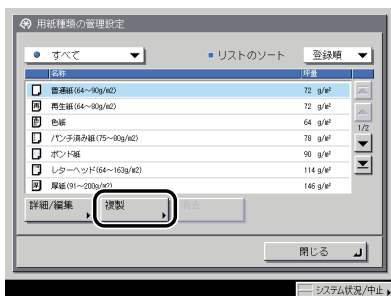 用紙種類の管理設定
すべて
リストのソート
登録順
名称
坪量
普通紙(64～90g/m2)
72 g/m²
再生紙(64～80g/m2)
72 g/m²
色紙
64 g/m²
パンチ済み紙(75～80g/m2)
78 g/m²
ボンド紙
90 g/m²
レターヘッド(64～163g/m2)
114 g/m²
厚紙(91～200g/m2)
146 g/m²
1/2
詳細/編集
複製
消去
閉じる
システム状況/中止